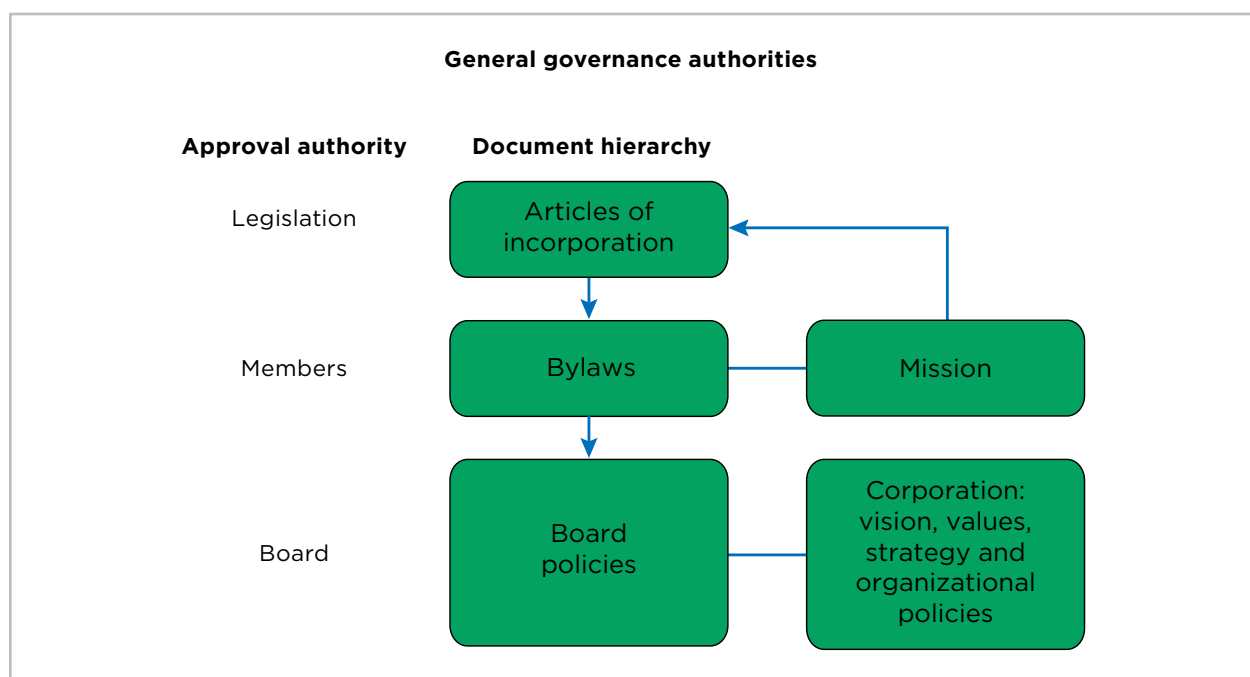 General governance authorities
Approval authority
Document hierarchy
Legislation
Articles of
incorporation
Members
Bylaws
Mission
Board
Board
policies
Corporation:
vision, values,
strategy and
organizational
policies